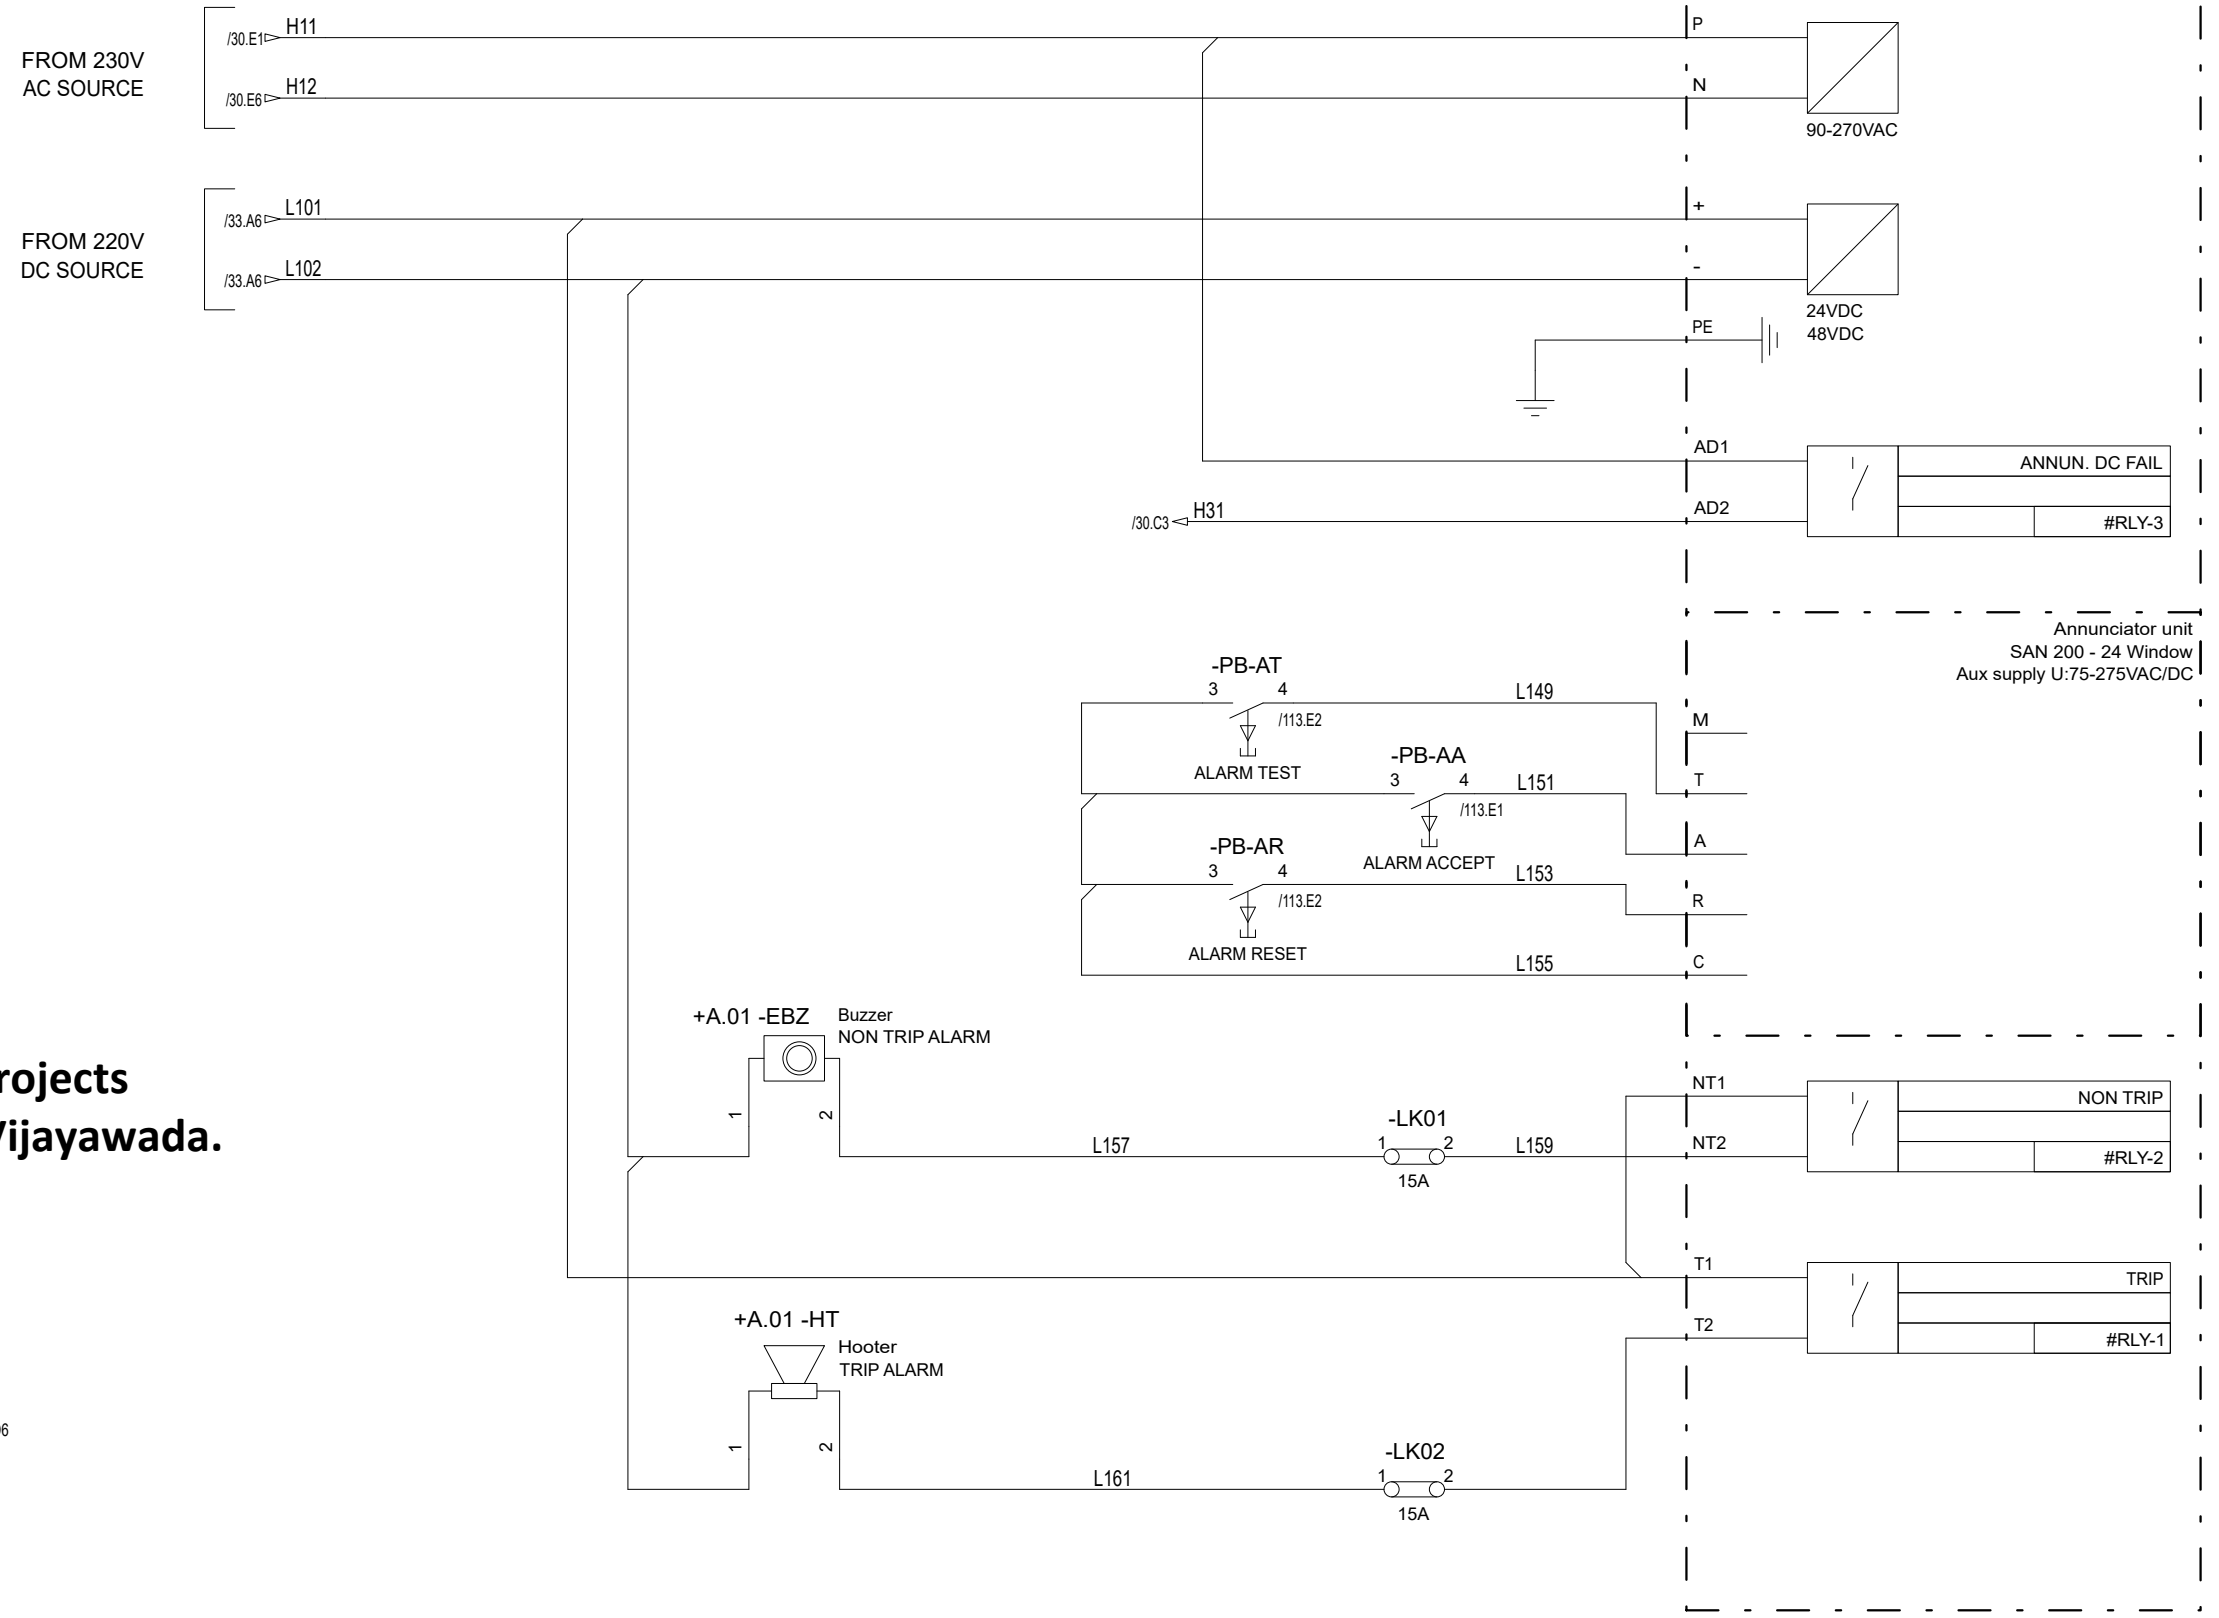 H11
P
/30.E1
FROM 230V
AC SOURCE
H12
N
/30.E6
90-270VAC
L101
+
/33.A6
FROM 220V
DC SOURCE
L102
-
/33.A6
24VDC
48VDC
PE
AD1
ANNUN. DC FAIL
H31
AD2
/30.C3
#RLY-3
Annunciator unit
SAN 200 - 24 Window
Aux supply U:75-275VAC/DC
-PB-AT
3 4
L149
/113.E2
M
ALARM TEST
-PB-AA
3 4
L151
T
/113.E1
ALARM ACCEPT
A
-PB-AR
3 4
L153
/113.E2
R
ALARM RESET
L155
C
+A.01 -EBZ
Buzzer
NON TRIP ALARM
rojects
Vijayawada.
NT1
NON TRIP
1 2
-LK01
L157
1 2
L159
NT2
#RLY-2
15A
T1
TRIP
+A.01 -HT
Hooter
TRIP ALARM
T2
#RLY-1
1 2
-LK02
L161
1 2
15A